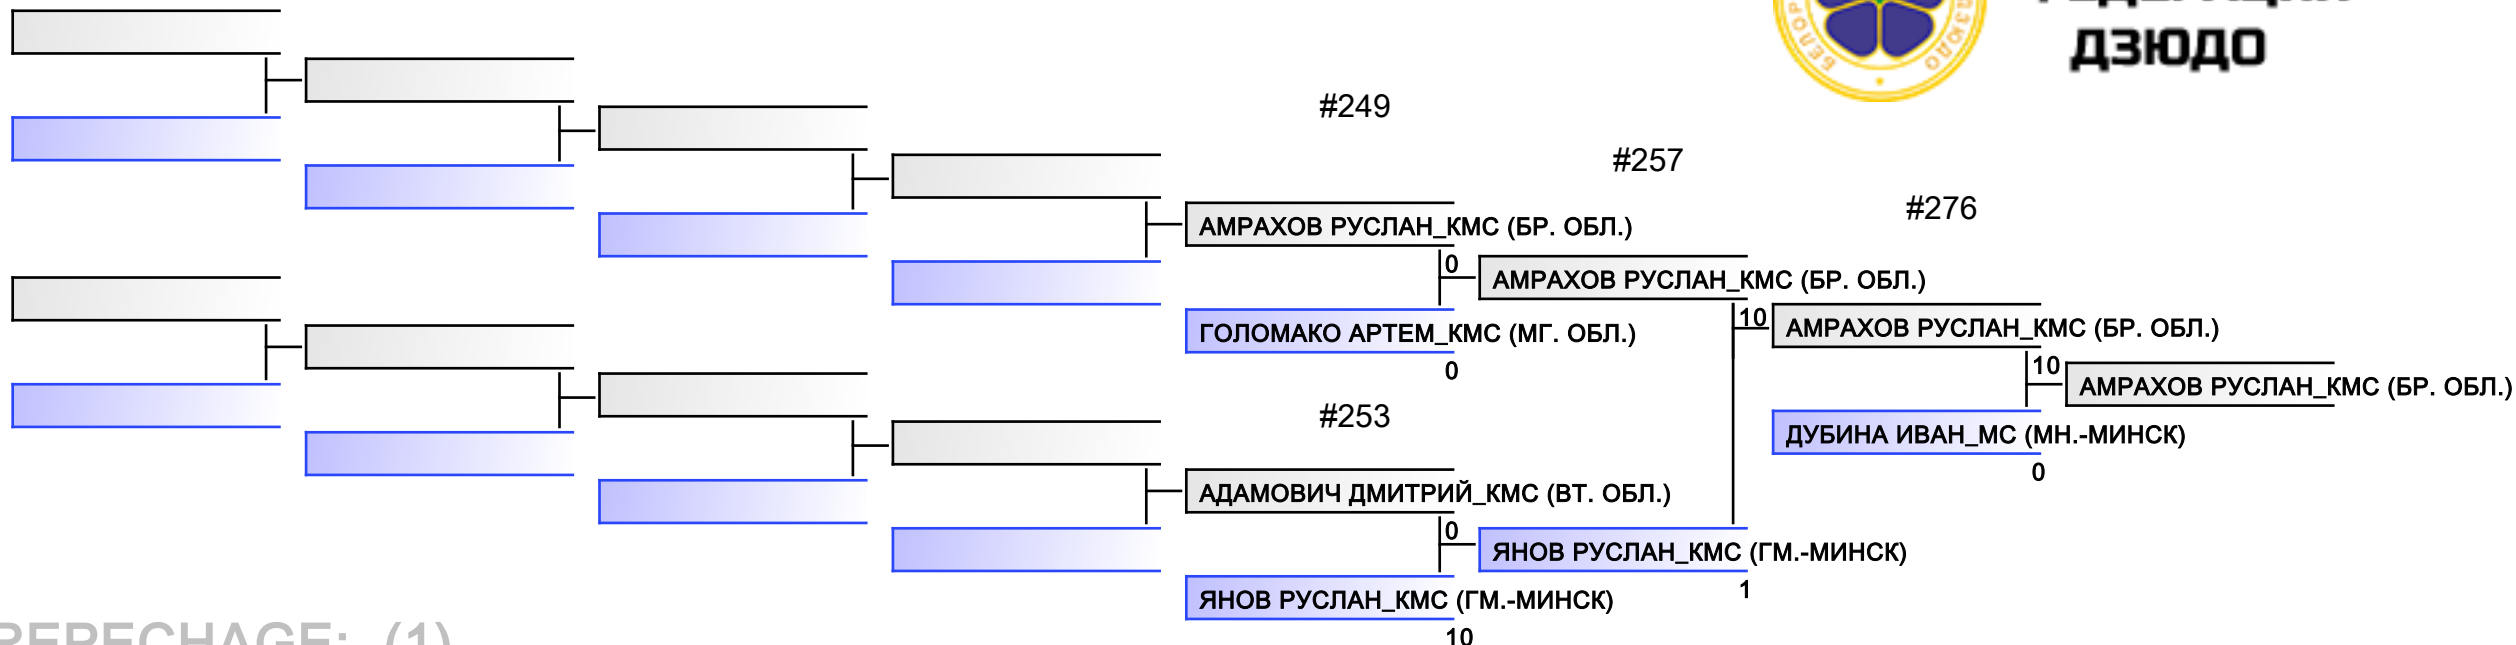 ДЗЮДО
#249
#257
#276
АМРАХОВ РУСЛАН_КМС (БР. ОБЛ.)
0
АМРАХОВ РУСЛАН_КМС (БР. ОБЛ.)
ГОЛОМАКО АРТЕМ_КМС (МГ. ОБЛ.)
10
АМРАХОВ РУСЛАН_КМС (БР. ОБЛ.)
0
10
АМРАХОВ РУСЛАН_КМС (БР. ОБЛ.)
#253
ДУБИНА ИВАН_МС (МН.-МИНСК)
0
АДАМОВИЧ ДМИТРИЙ_КМС (ВТ. ОБЛ.)
0
ЯНОВ РУСЛАН_КМС (ГМ.-МИНСК)
1
ЯНОВ РУСЛАН_КМС (ГМ.-МИНСК)
10
REPECHAGE: (1)